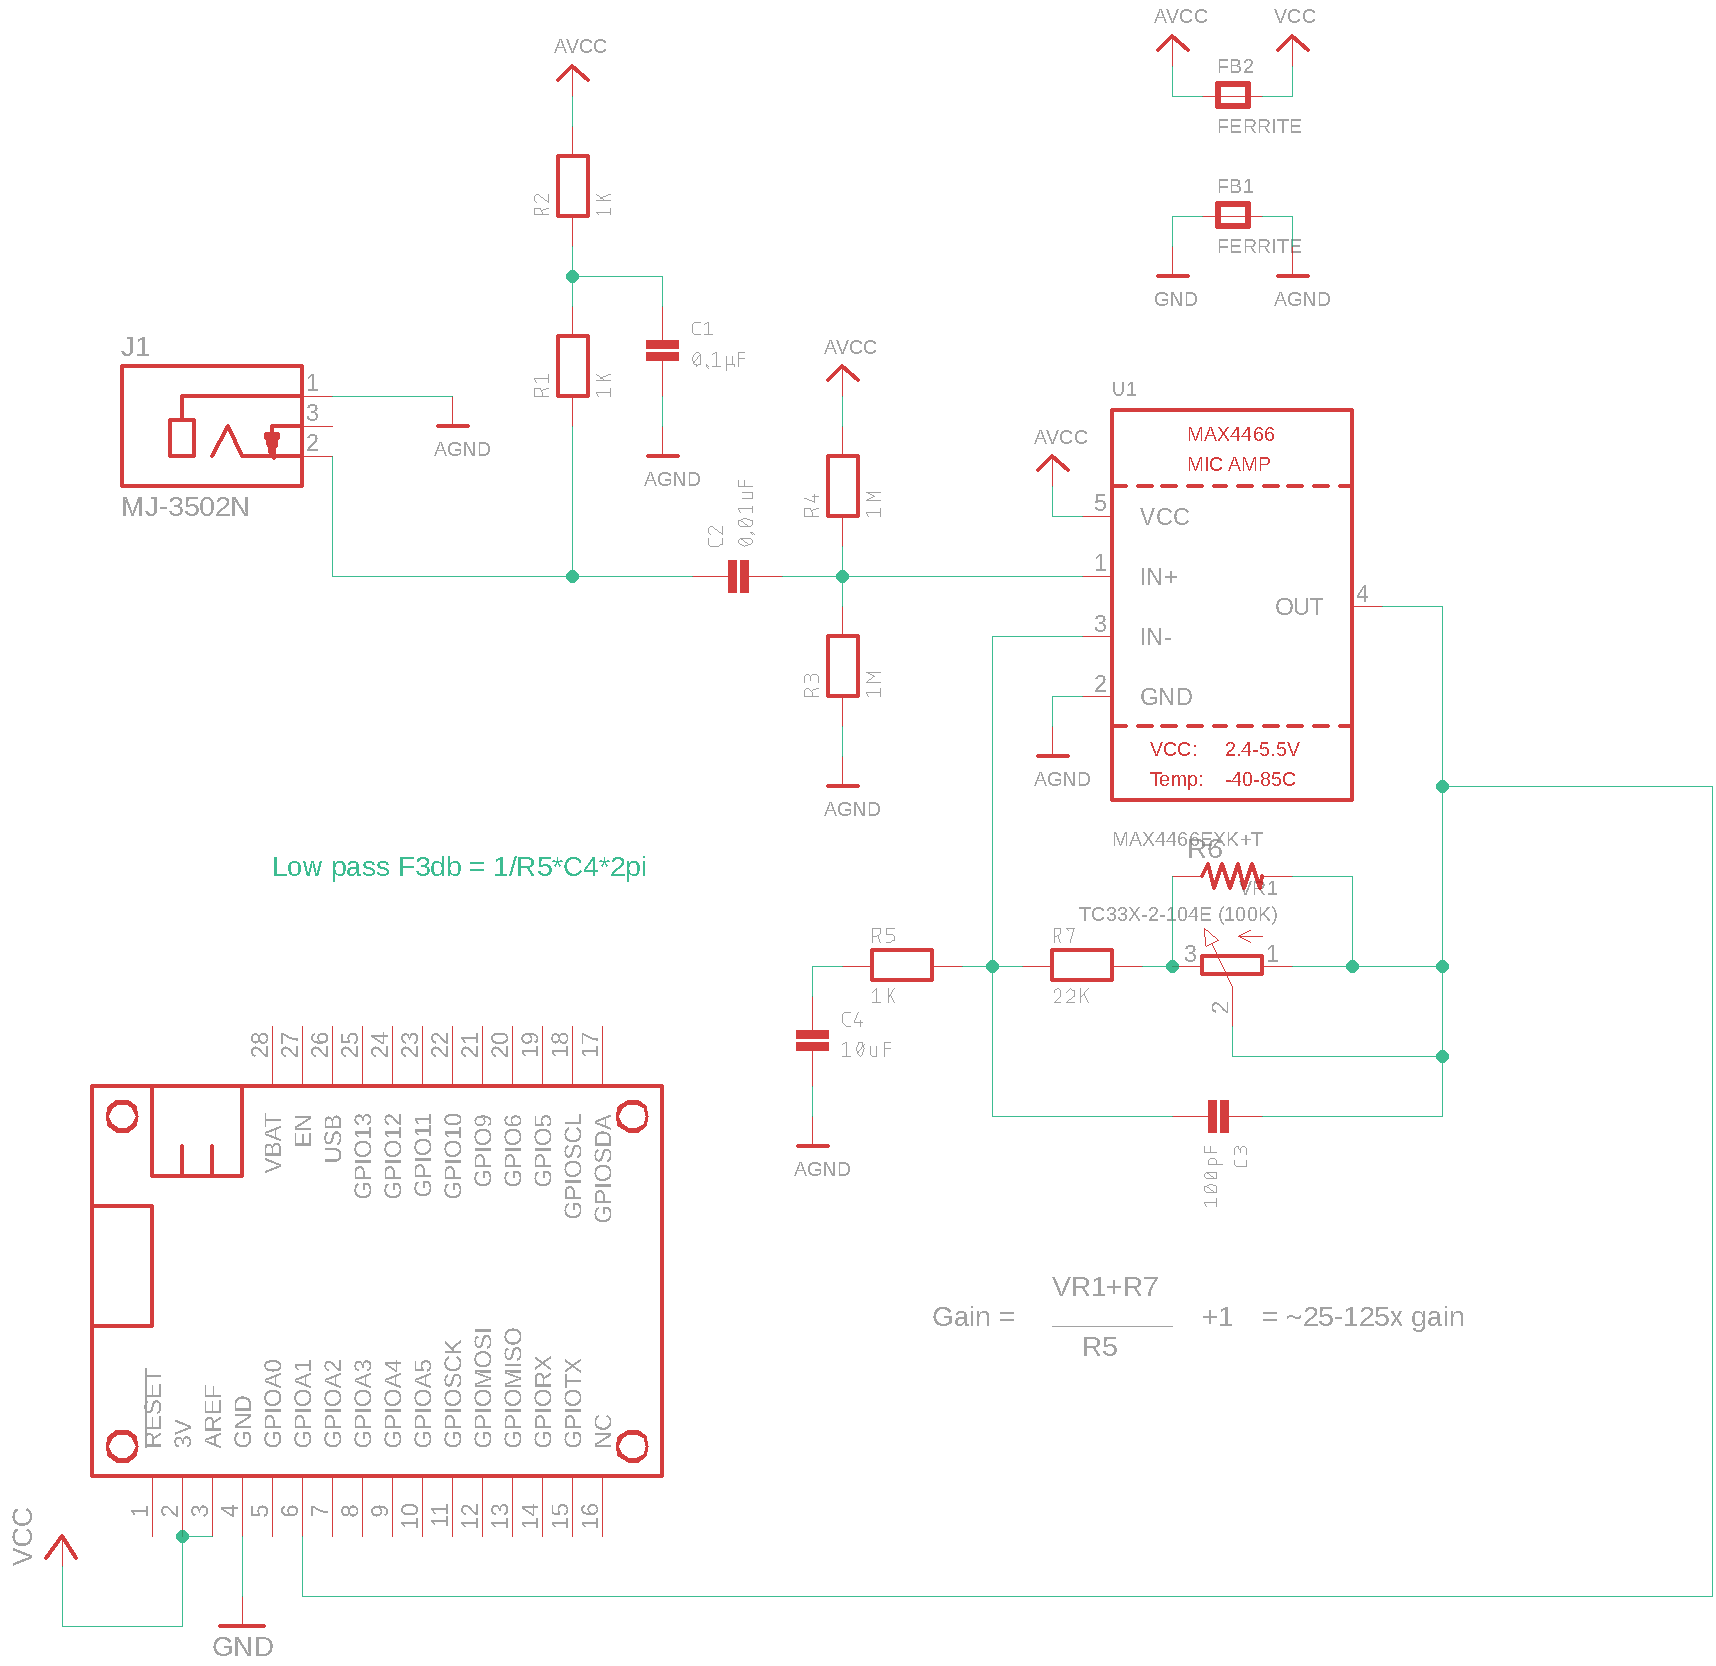 AVCC
VCC
FB2
FERRITE
FB1
FERRITE
GND
AGND
AVCC
R2
1K
R1
1K
C1
0.1µF
AGND
J1
1
3
2
MJ-3502N
AGND
C2
0.01uF
AVCC
R4
1M
R3
1M
AGND
U1
MAX4466
MIC AMP
AVCC
5
VCC
1
IN+
3
IN-
2
GND
OUT
4
AGND
VCC: 2.4-5.5V
Temp: -40-85C
MAX4466EXK+T
R6
VR1
TC33X-2-104E (100K)
3
1
2
R5
1K
R7
22K
C4
10uF
AGND
100pF
C3
Low pass F3db = 1/R5*C4*2pi
Gain = VR1+R7
R5
+1 = ~25-125x gain
28
27
26
25
24
23
22
21
20
19
18
17
VBAT
EN
USB
GPIO13
GPIO12
GPIO11
GPIO10
GPIO9
GPIO6
GPIO5
GPIOSCL
GPIOSDA
RESET
3V
AREF
GND
GPIOA0
GPIOA1
GPIOA2
GPIOA3
GPIOA4
GPIOA5
GPIOSCK
GPIOMOSI
GPIOMISO
GPIORX
GPIOTX
NC
1
2
3
4
5
6
7
8
9
10
11
12
13
14
15
16
VCC
GND